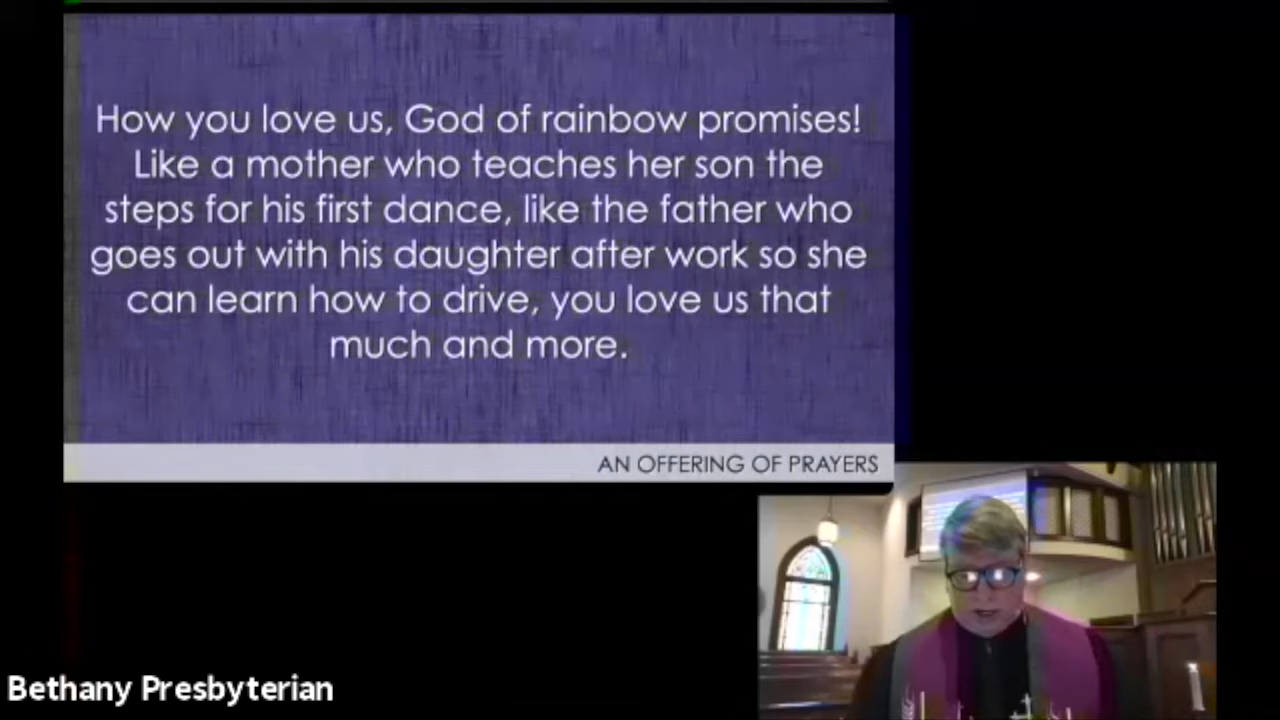 How you love us, God of rainbow promises!
Like a mother who teaches her son the
steps for his first dance, like the father who
goes out with his daughter after work so she
can learn how to drive, you love us that
much and more.
AN OFFERING OF PRAYERS
Bethany Presbyterian